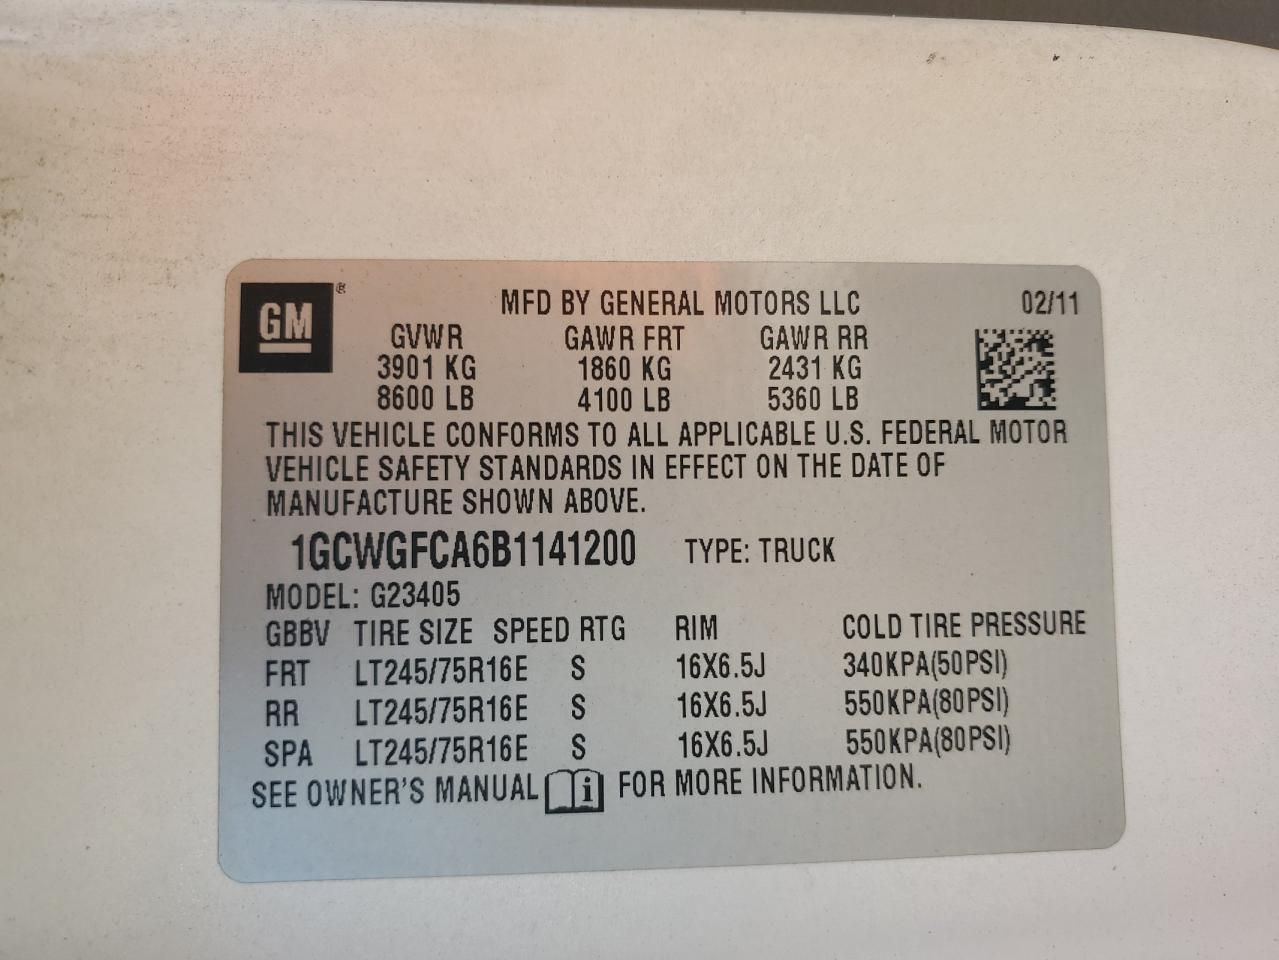 GM ®
MFD BY GENERAL MOTORS LLC 02/11
GVWR GAWR FRT GAWR RR
3901 KG 1860 KG 2431 KG
8600 LB 4100 LB 5360 LB
THIS VEHICLE CONFORMS TO ALL APPLICABLE U.S. FEDERAL MOTOR
VEHICLE SAFETY STANDARDS IN EFFECT ON THE DATE OF
MANUFACTURE SHOWN ABOVE.
1GCWGFCA6B1141200 TYPE: TRUCK
MODEL: G23405
GBBV TIRE SIZE SPEED RTG RIM COLD TIRE PRESSURE
FRT LT245/75R16E S 16X6.5J 340KPA(50PSI)
RR LT245/75R16E S 16X6.5J 550KPA(80PSI)
SPA LT245/75R16E S 16X6.5J 550KPA(80PSI)
SEE OWNER'S MANUAL i FOR MORE INFORMATION.